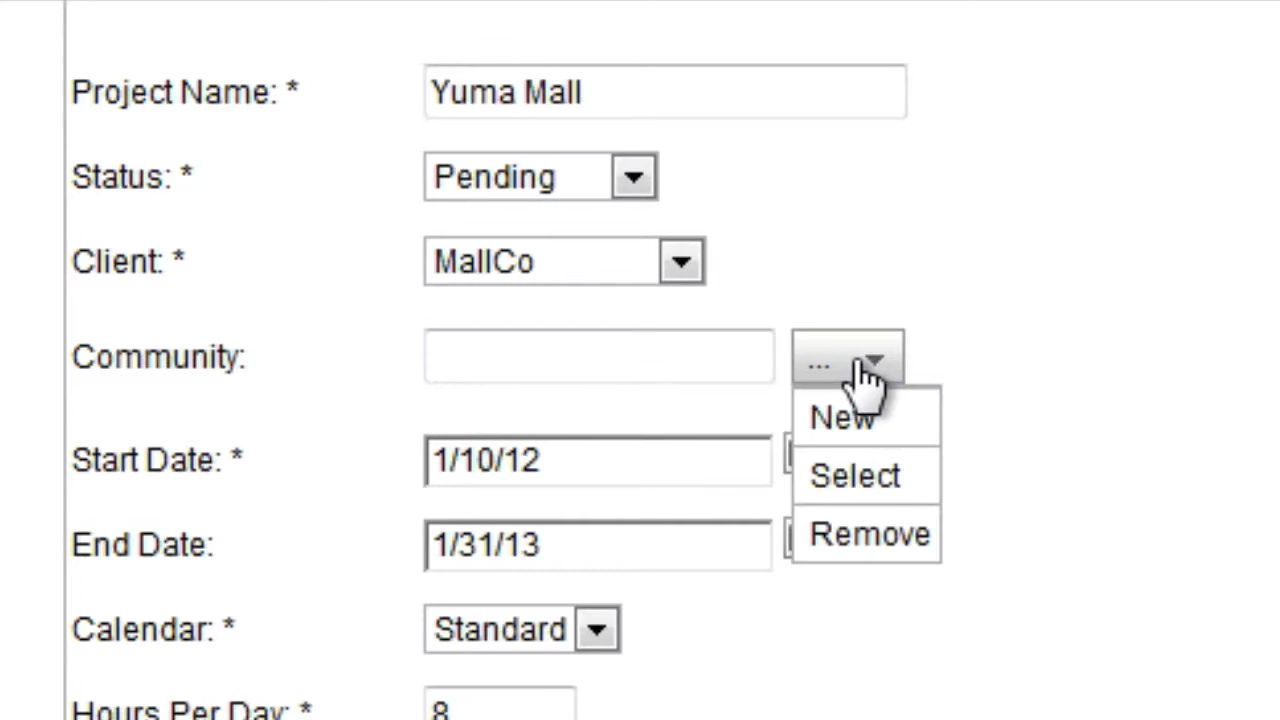 Project Name: * Yuma Mall
Status: * Pending
Client: * MallCo
Community: ...
New
Start Date: * 1/10/12
Select
End Date: 1/31/13
Remove
Calendar: * Standard
Hours Per Day: * 8